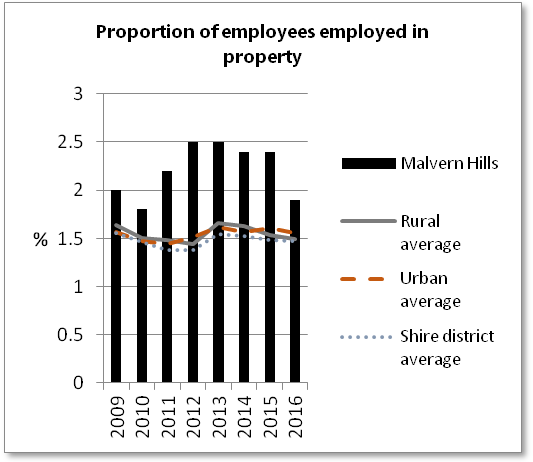 Proportion of employees employed in
property
3
2.5
2
1.5
1
0.5
0
%
2009
2010
2011
2012
2013
2014
2015
2016
Malvern Hills
Rural
average
Urban
average
Shire district
average